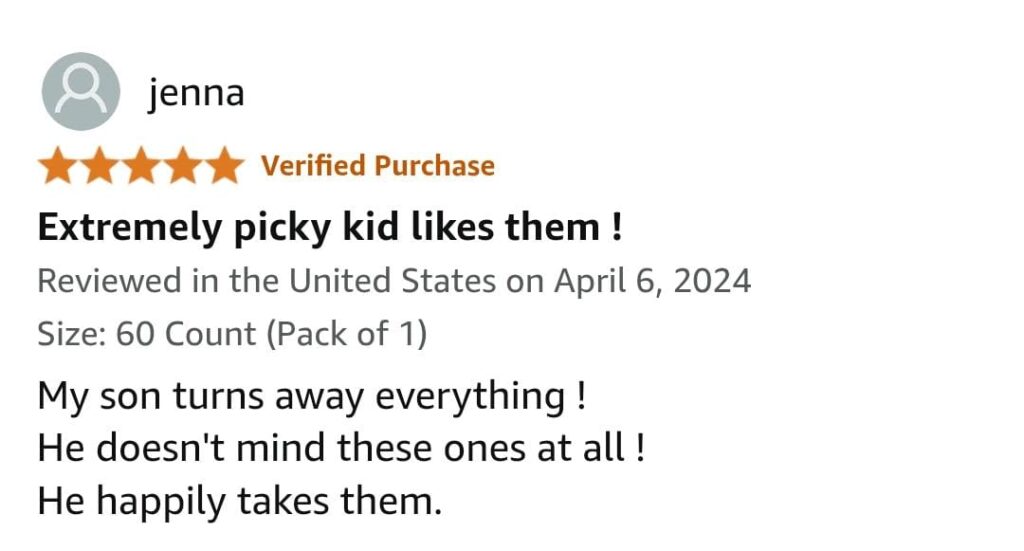 jenna
Verified Purchase
Extremely picky kid likes them !
Reviewed in the United States on April 6, 2024
Size: 60 Count (Pack of 1)
My son turns away everything !
He doesn't mind these ones at all !
He happily takes them.